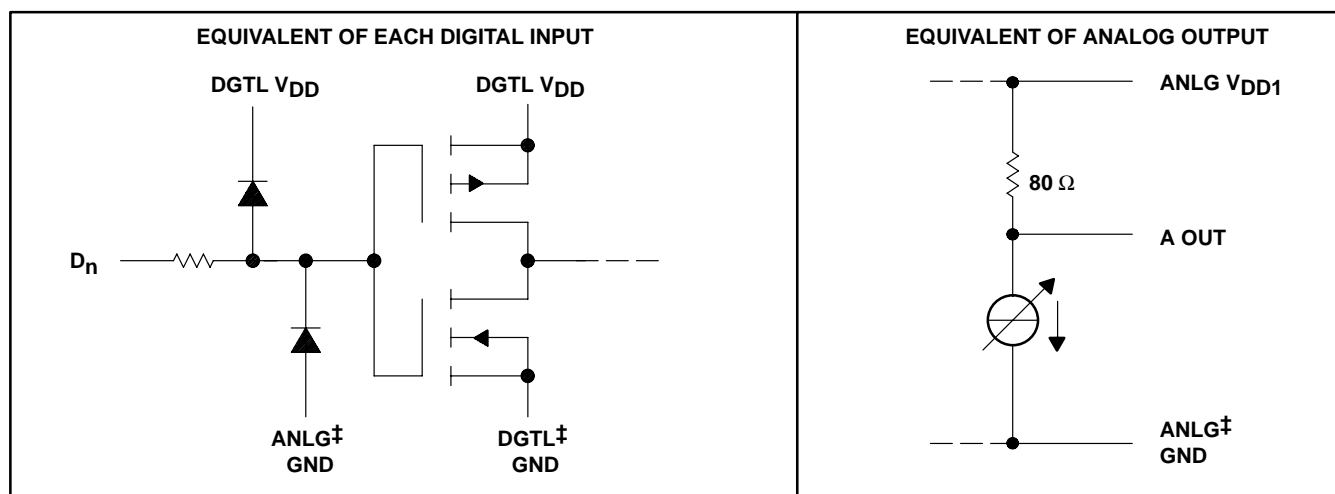 EQUIVALENT OF EACH DIGITAL INPUT
DGTL VDD
DGTL VDD
Dn
ANLG‡
GND
DGTL‡
GND
EQUIVALENT OF ANALOG OUTPUT
ANLG VDD1
80 Ω
A OUT
ANLG‡
GND